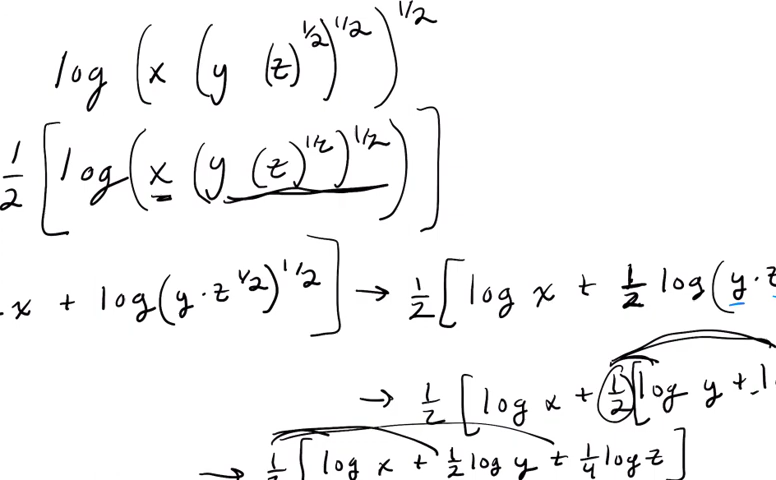 log (x (y (z)^1/2)^1/2)^1/2
1/2 [log(x (y (z)^1/2)^1/2)]
x + log(y·z^1/2)^1/2] → 1/2 [log x + 1/2 log(y·z
→ 1/2 [log x + 1/2[log y +
→ 1/2 [log x + 1/2 log y + 1/4 log z]